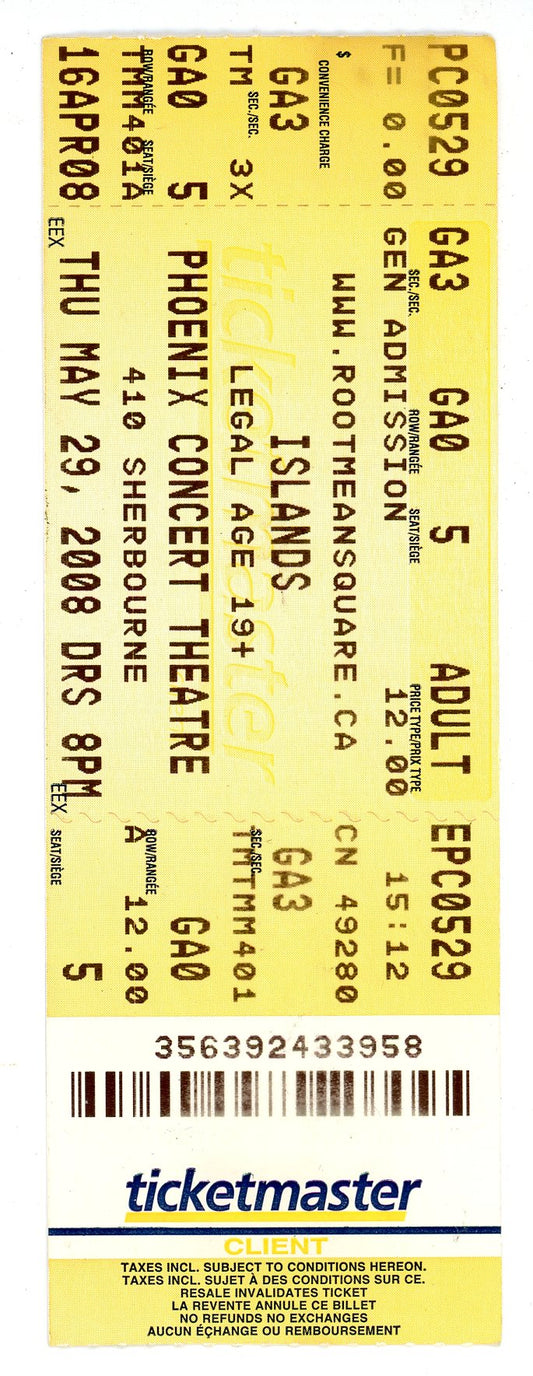 PC0529
F= 0.00
CONVENIENCE CHARGE
$
GA3
SEC./SEC.
TM 3X
GA0 5
ROW/RANGÉE SEAT/SIÈGE
TMM401A
16APR08
GA3 GA0 5 ADULT
SEC./SEC. ROW/RANGÉE SEAT/SIÈGE PRICE TYPE/PRIX TYPE
GEN ADMISSION 12.00
WWW.ROOTMEANSQUARE.CA
ISLANDS
ticketmaster
LEGAL AGE 19+
PHOENIX CONCERT THEATRE
410 SHERBOURNE
THU MAY 29, 2008 DRS 8PM
EEX EEX
EPC0529
15:12
CN 49280
GA3
SEC./SEC.
TMTMM401
GA0
ROW/RANGÉE
A 12.00
5
SEAT/SIÈGE
356392433958
ticketmaster
CLIENT
TAXES INCL. SUBJECT TO CONDITIONS HEREON.
TAXES INCL. SUJET À DES CONDITIONS SUR CE.
RESALE INVALIDATES TICKET
LA REVENTE ANNULE CE BILLET
NO REFUNDS NO EXCHANGES
AUCUN ÉCHANGE OU REMBOURSEMENT